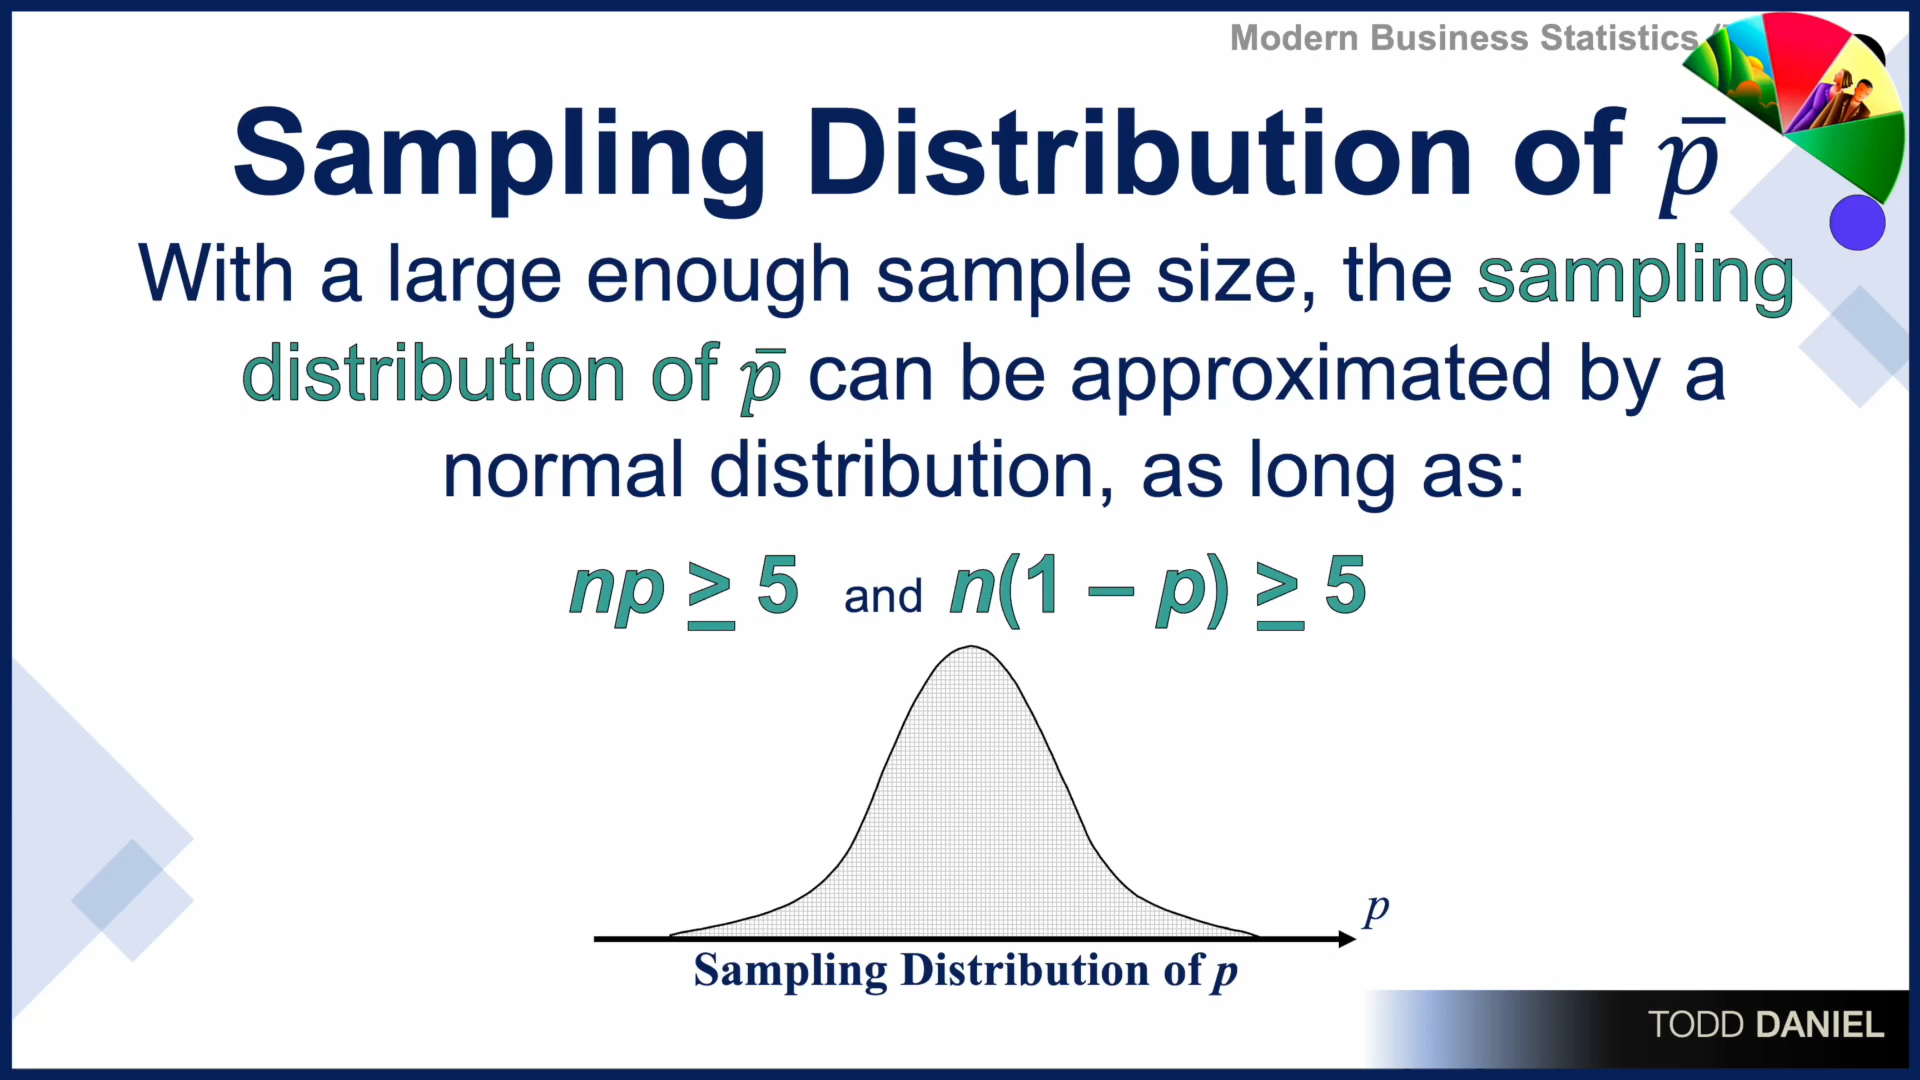 Modern Business Statistics
Sampling Distribution of p̄
With a large enough sample size, the sampling
distribution of p̄ can be approximated by a
normal distribution, as long as:
np ≥ 5 and n(1 – p) ≥ 5
p
Sampling Distribution of p
TODD DANIEL